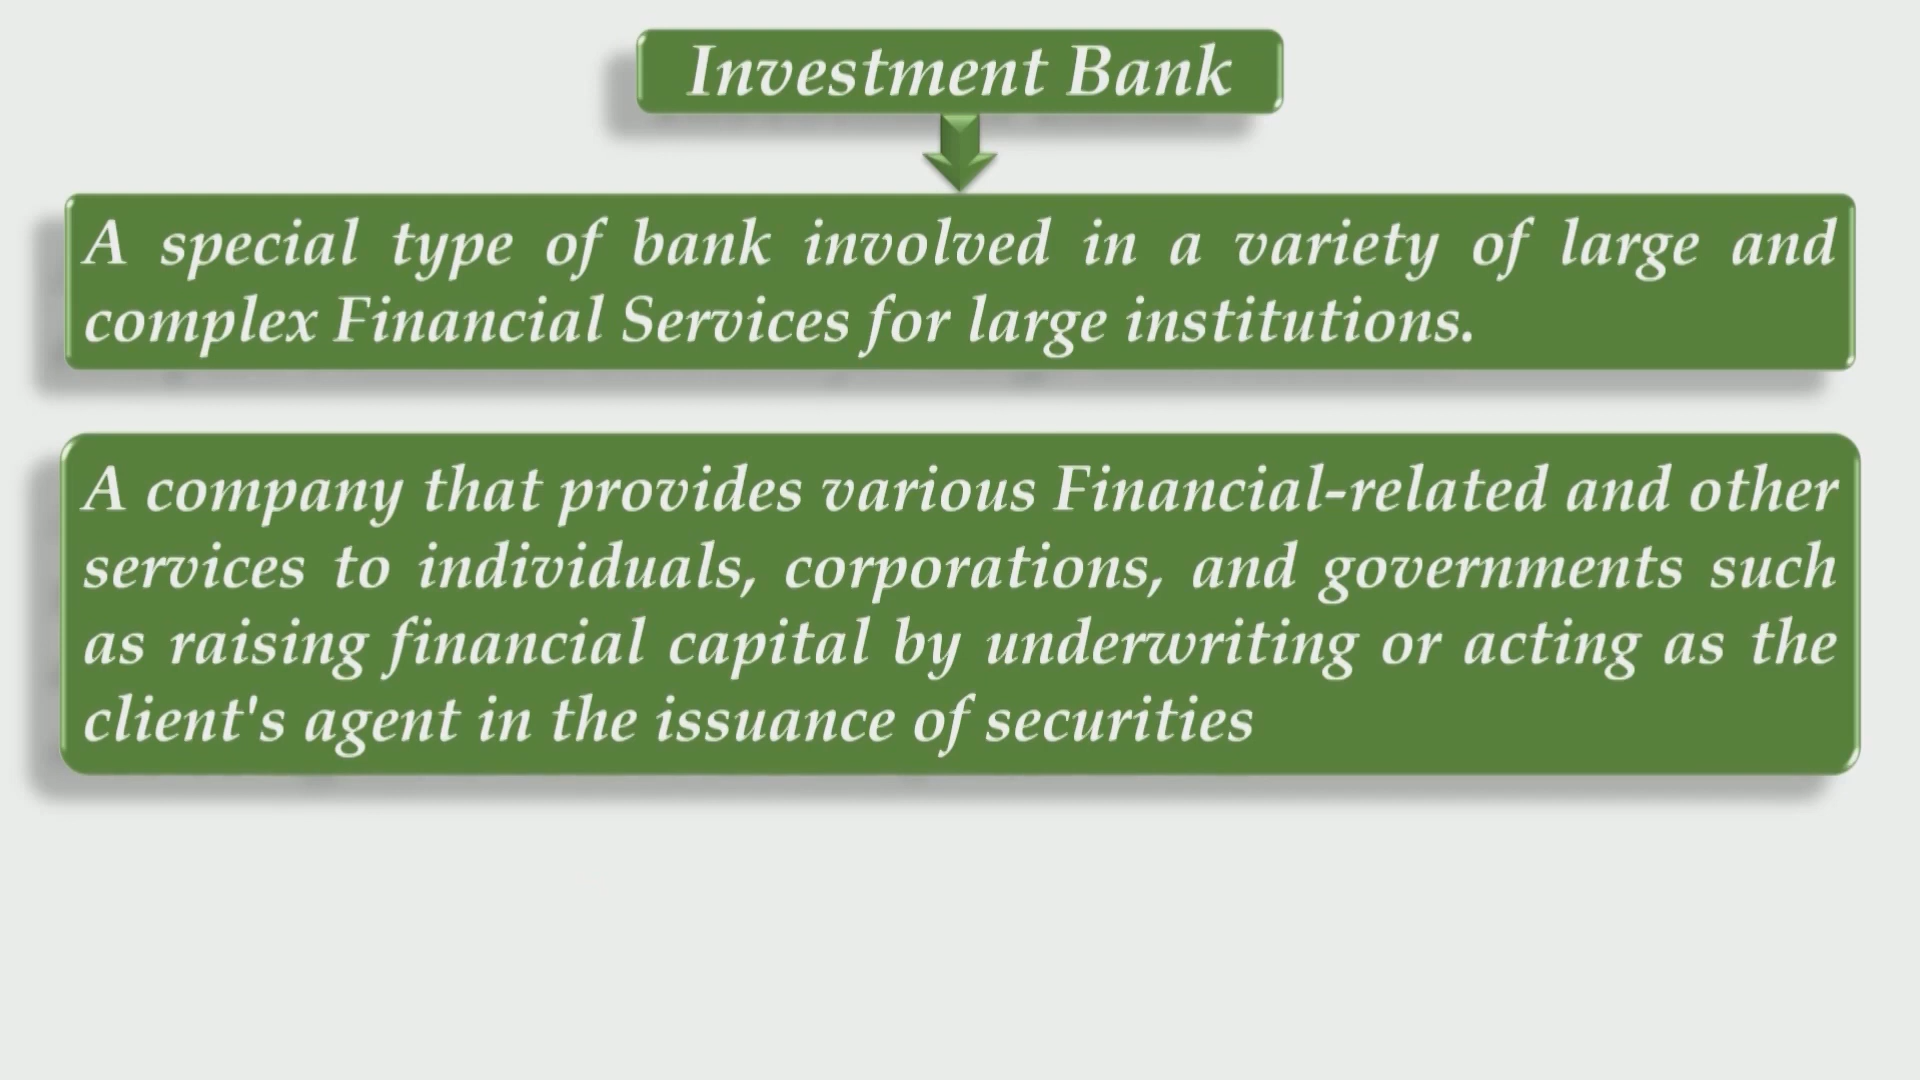 Investment Bank
A special type of bank involved in a variety of large and
complex Financial Services for large institutions.
A company that provides various Financial-related and other
services to individuals, corporations, and governments such
as raising financial capital by underwriting or acting as the
client's agent in the issuance of securities